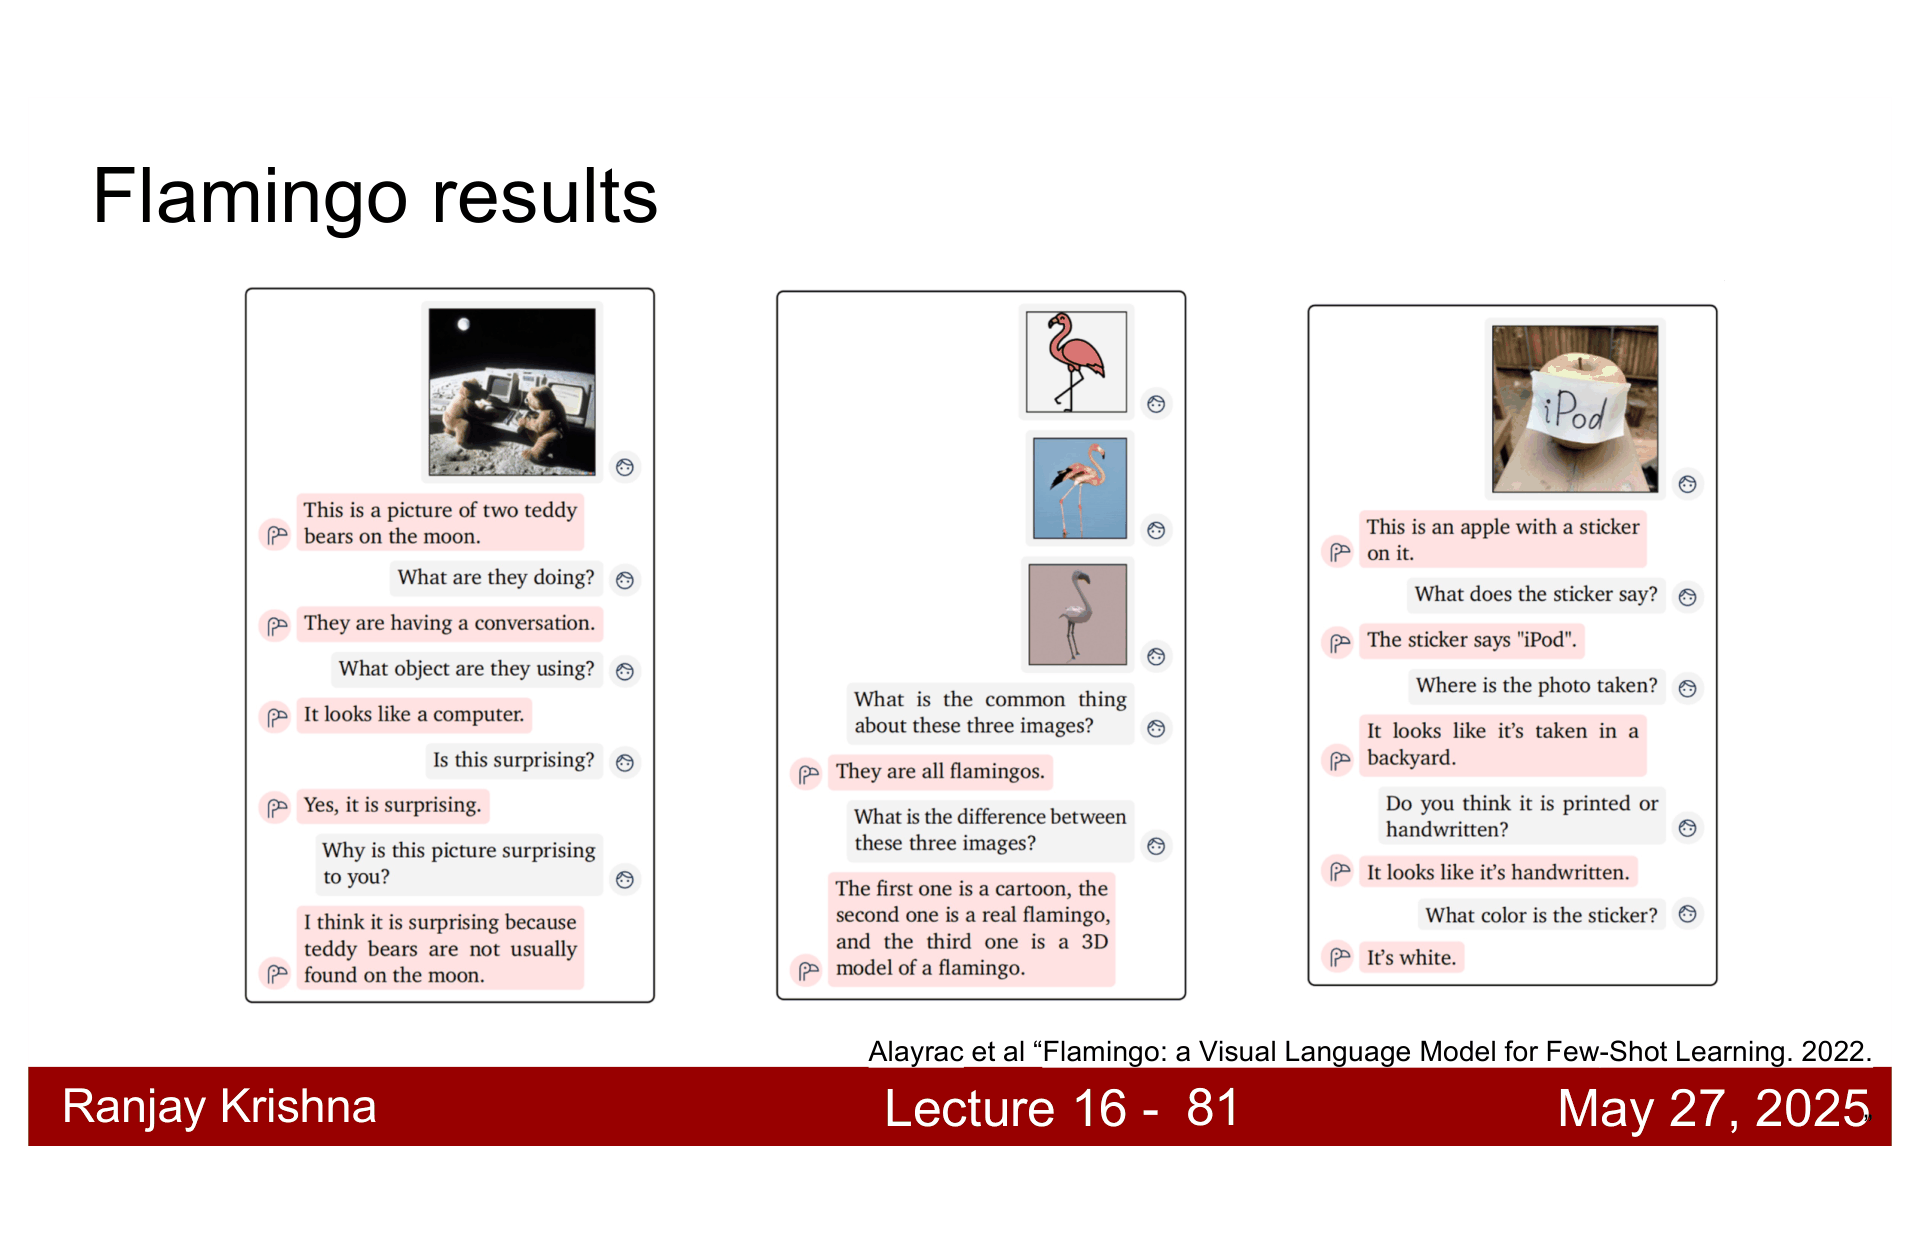 Flamingo results
This is a picture of two teddy
bears on the moon.
What are they doing?
They are having a conversation.
What object are they using?
It looks like a computer.
Is this surprising?
Yes, it is surprising.
Why is this picture surprising
to you?
I think it is surprising because
teddy bears are not usually
found on the moon.
What is the common thing
about these three images?
They are all flamingos.
What is the difference between
these three images?
The first one is a cartoon, the
second one is a real flamingo,
and the third one is a 3D
model of a flamingo.
iPod
This is an apple with a sticker
on it.
What does the sticker say?
The sticker says "iPod".
Where is the photo taken?
It looks like it’s taken in a
backyard.
Do you think it is printed or
handwritten?
It looks like it’s handwritten.
What color is the sticker?
It’s white.
Alayrac et al “Flamingo: a Visual Language Model for Few-Shot Learning. 2022.
”
Ranjay Krishna
Lecture 16 - 81
May 27, 2025